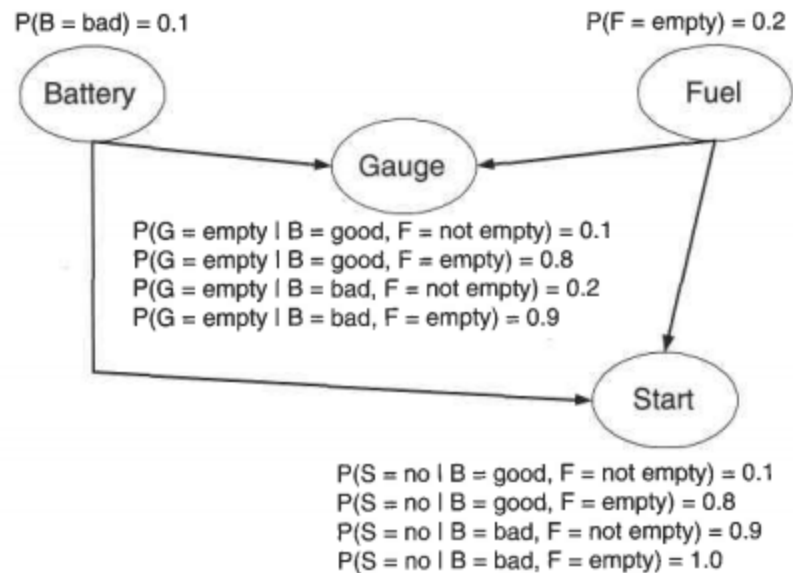 P(B = bad) = 0.1
P(F = empty) = 0.2
Battery
Fuel
Gauge
P(G = empty | B = good, F = not empty) = 0.1
P(G = empty | B = good, F = empty) = 0.8
P(G = empty | B = bad, F = not empty) = 0.2
P(G = empty | B = bad, F = empty) = 0.9
Start
P(S = no | B = good, F = not empty) = 0.1
P(S = no | B = good, F = empty) = 0.8
P(S = no | B = bad, F = not empty) = 0.9
P(S = no | B = bad, F = empty) = 1.0